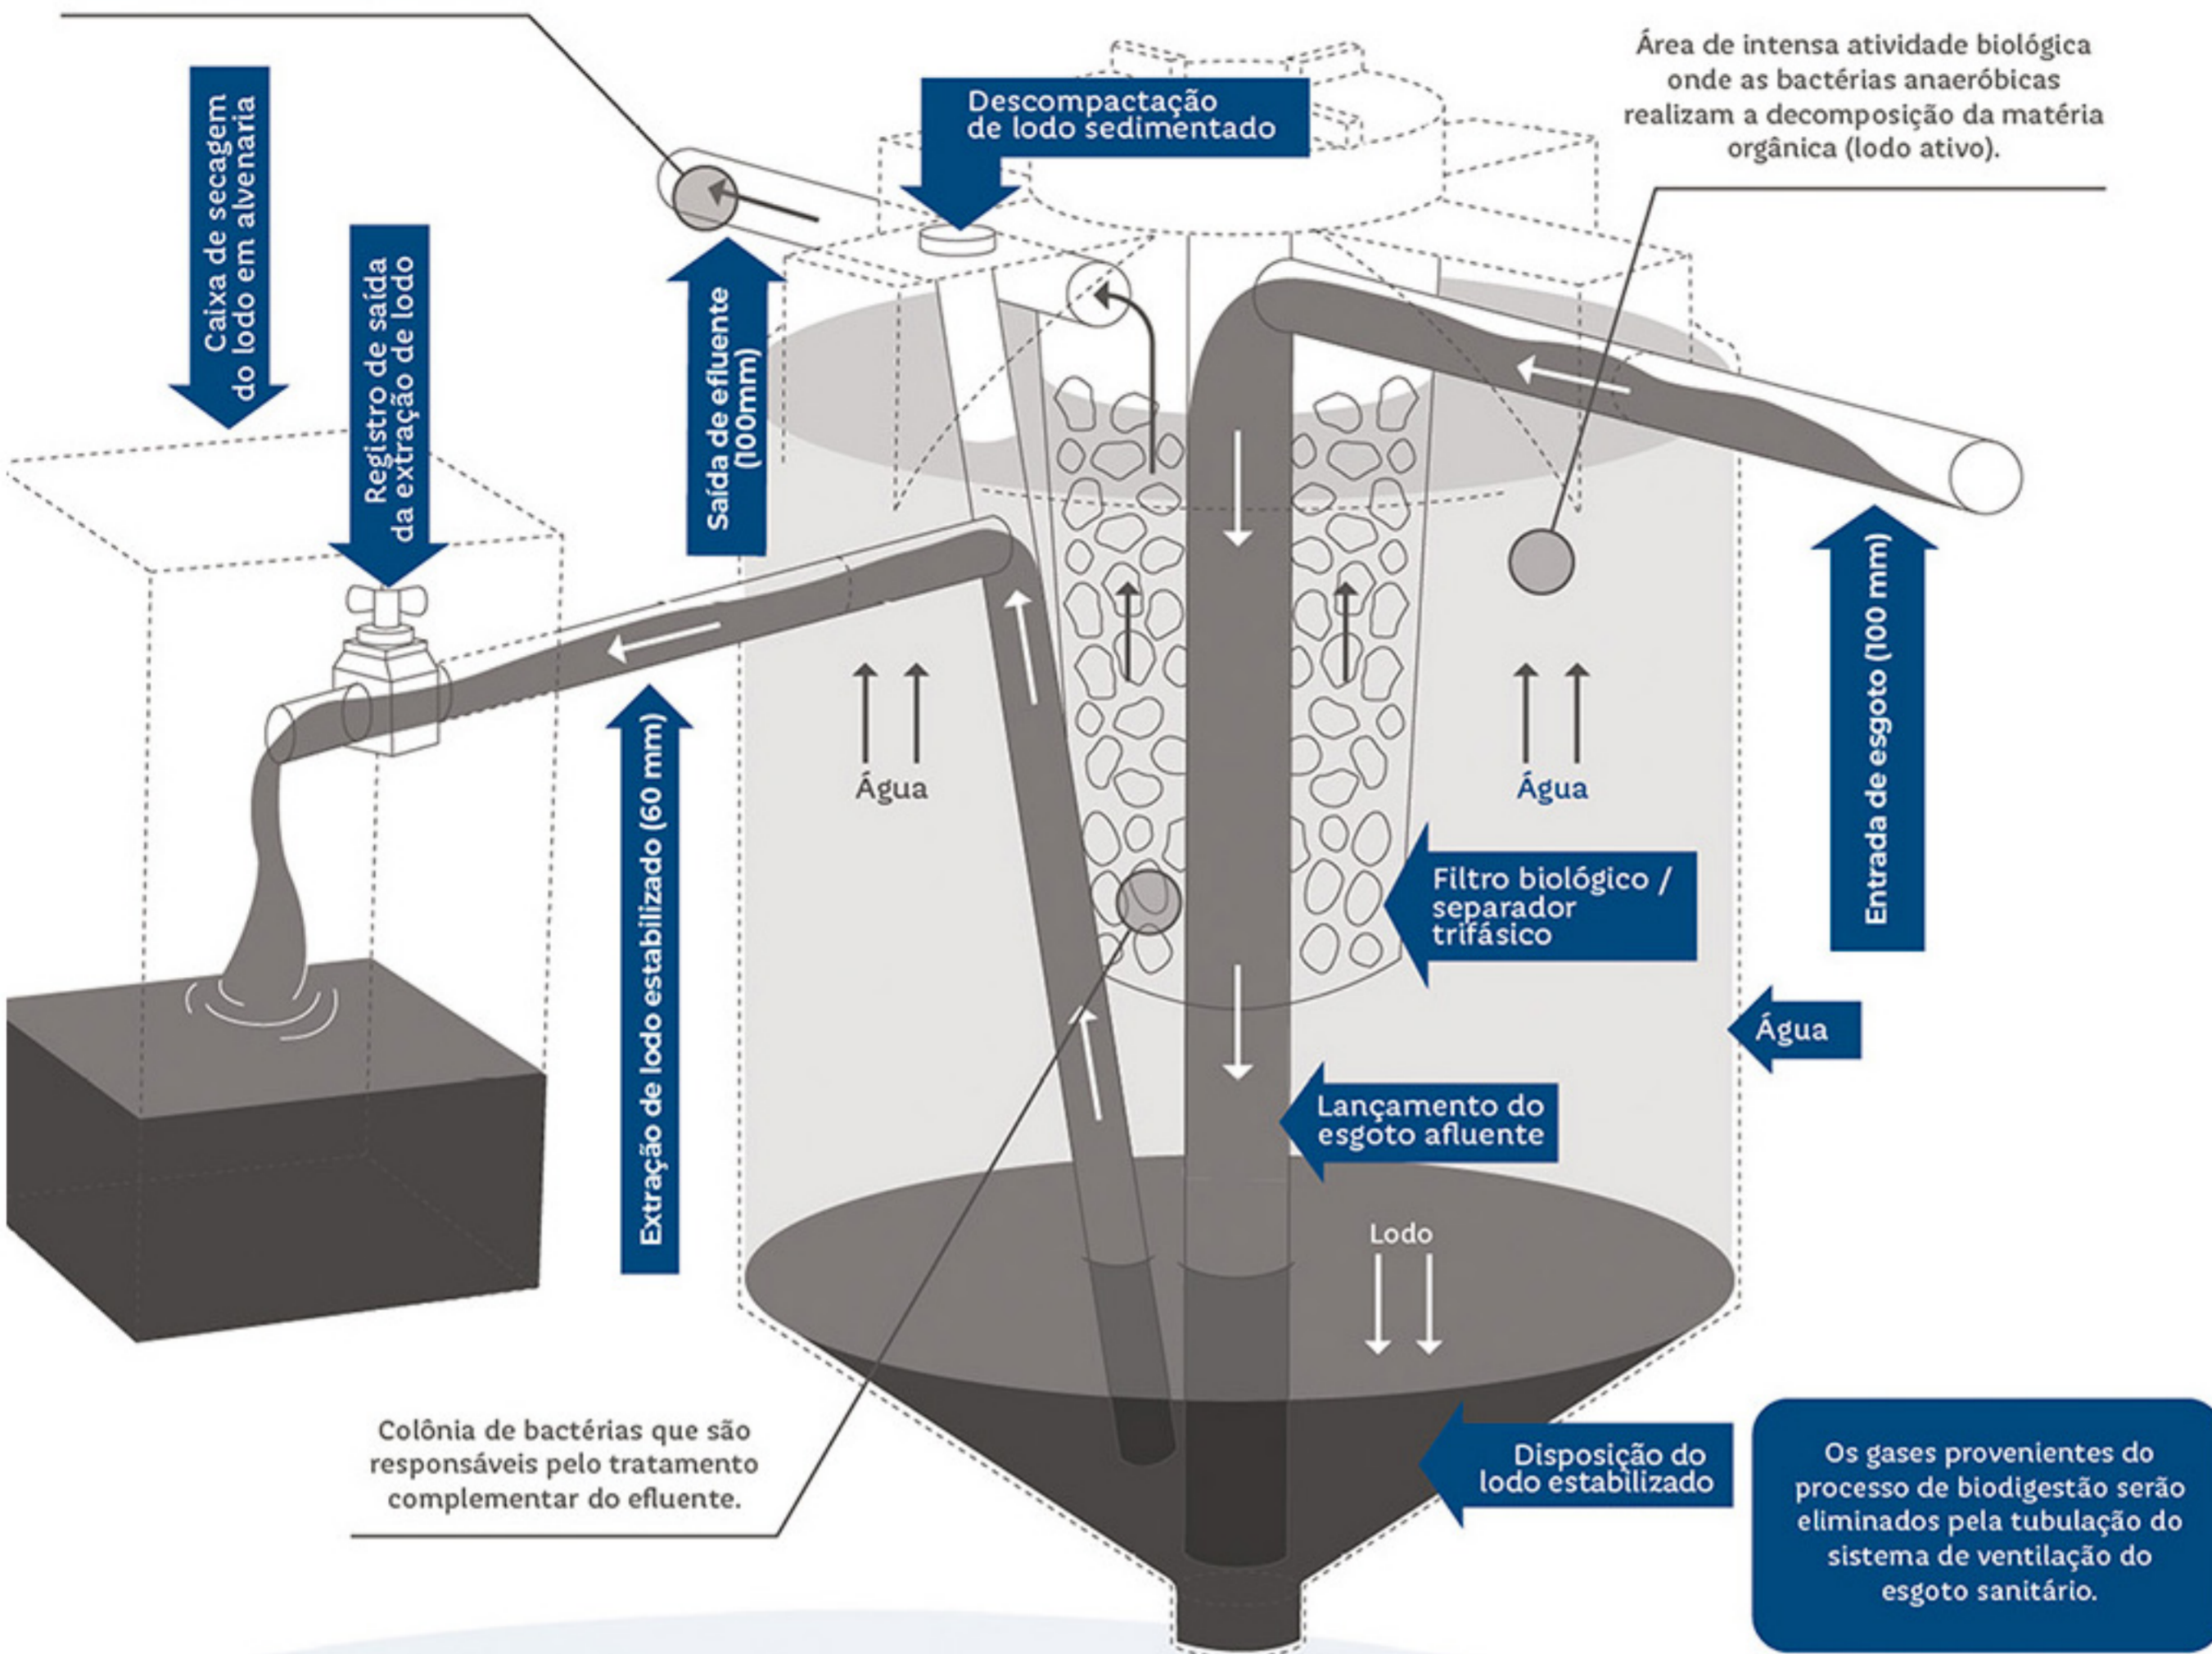 Área de intensa atividade biológica
onde as bactérias anaeróbicas
realizam a decomposição da matéria
orgânica (lodo ativo).
Descompactação
de lodo sedimentado
Caixa de secagem
do lodo em alvenaria
Registro de saída
da extração de lodo
Saída de efluente
(100mm)
Entrada de esgoto (100 mm)
Extração de lodo estabilizado (60 mm)
Água
Água
Filtro biológico /
separador
trifásico
Água
Lançamento do
esgoto afluente
Lodo
Colônia de bactérias que são
responsáveis pelo tratamento
complementar do efluente.
Disposição do
lodo estabilizado
Os gases provenientes do
processo de biodigestão serão
eliminados pela tubulação do
sistema de ventilação do
esgoto sanitário.